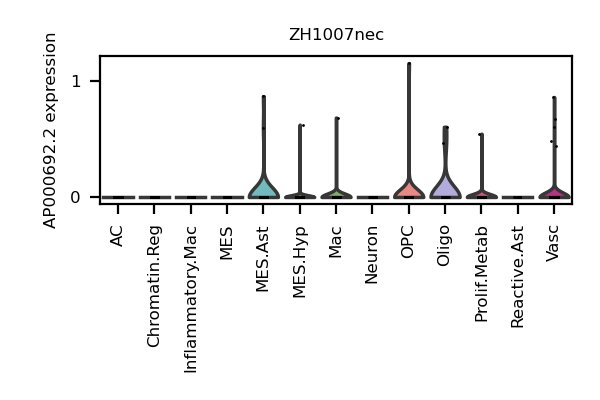 ZH1007nec
AP000692.2 expression
1
0
AC
Chromatin.Reg
Inflammatory.Mac
MES
MES.Ast
MES.Hyp
Mac
Neuron
OPC
Oligo
Prolif.Metab
Reactive.Ast
Vasc